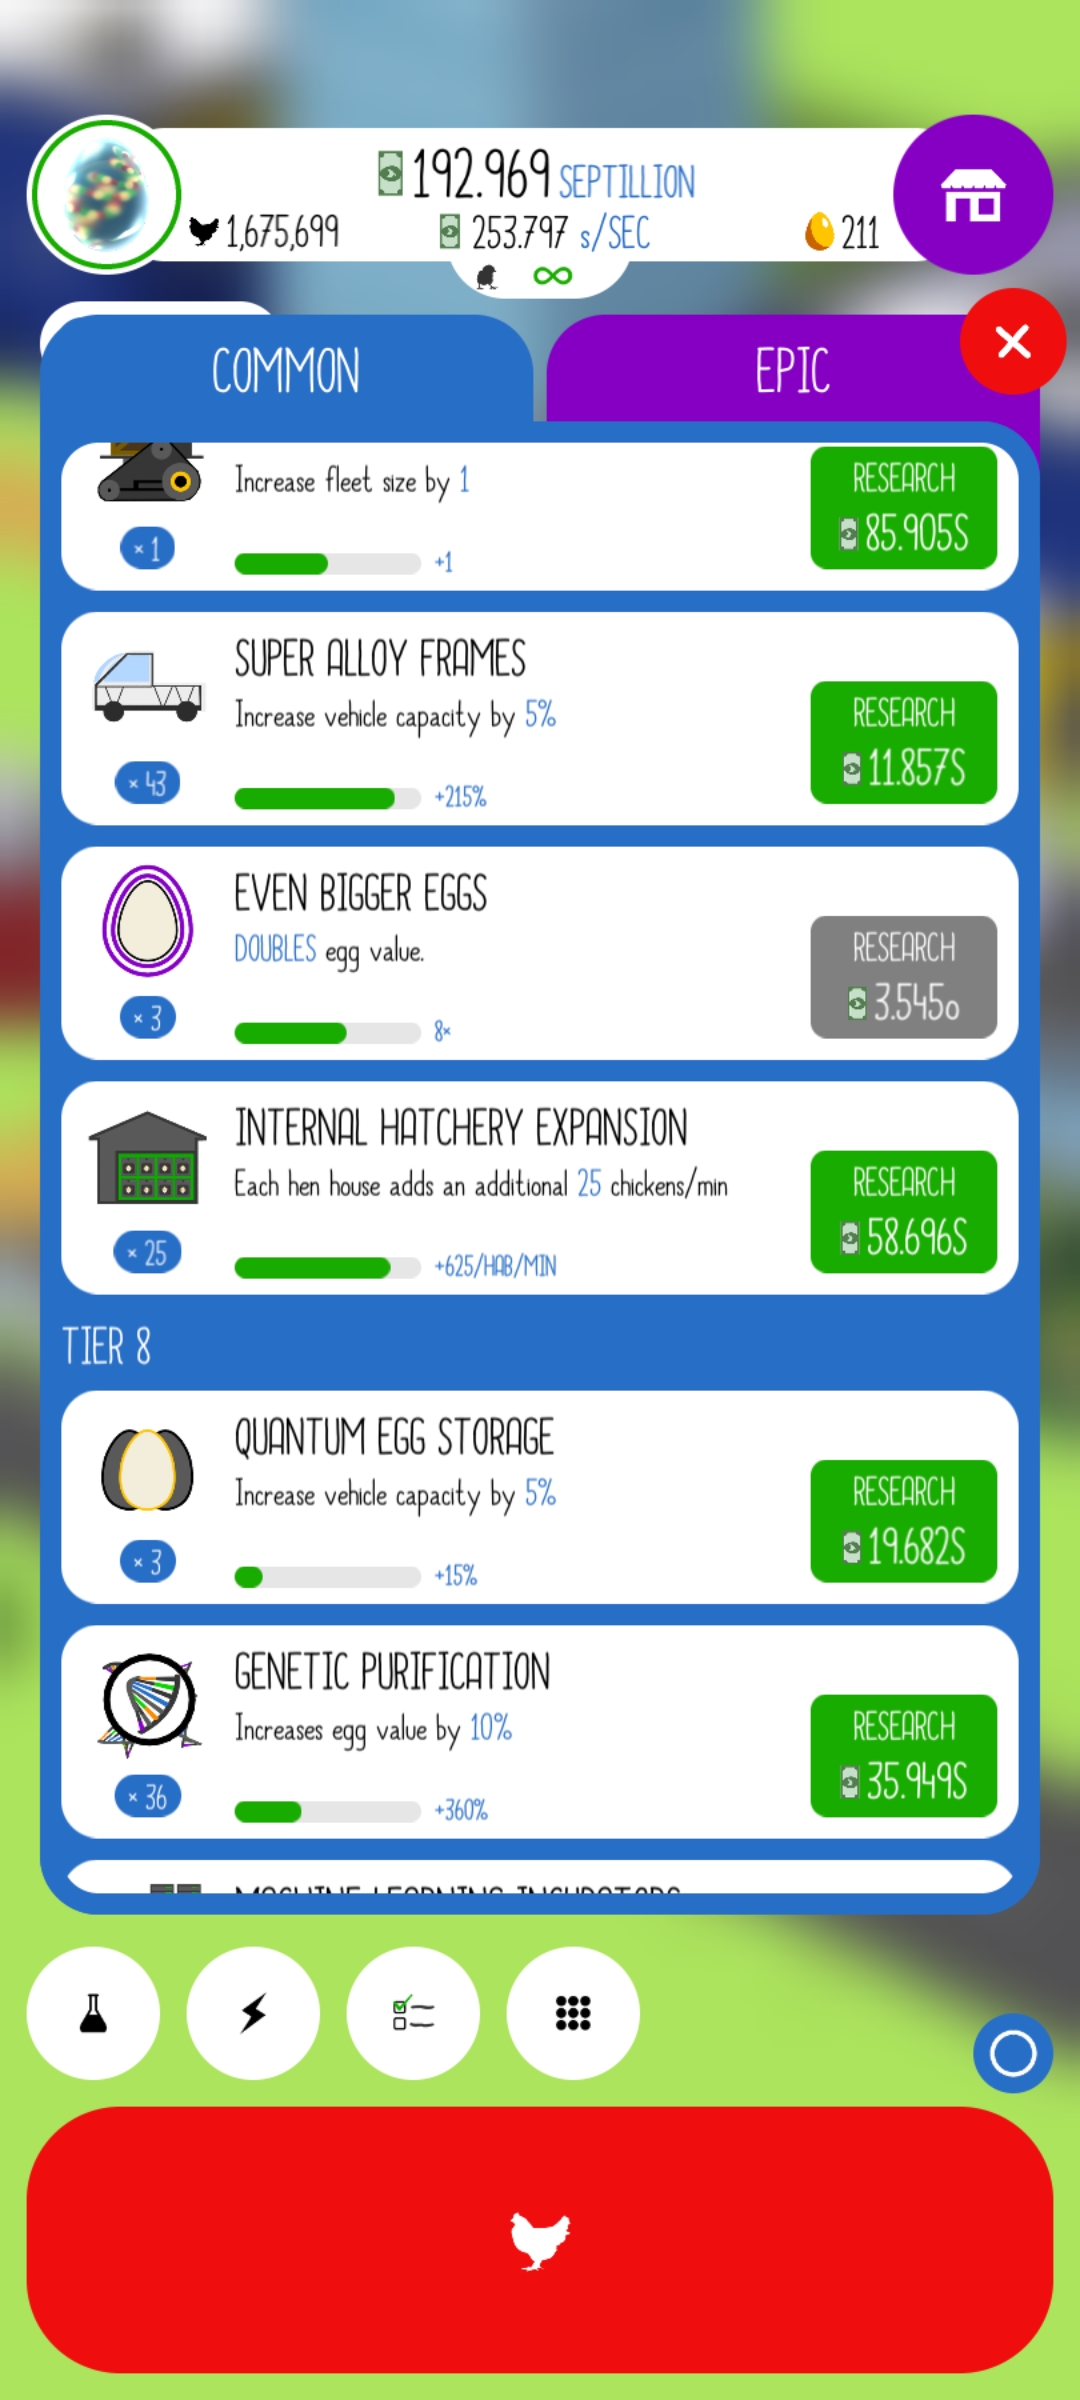 192.969 SEPTILLION
1,675,699
253.797 s/SEC
211
COMMON
EPIC
Increase fleet size by 1
RESEARCH
85.905S
× 1
+1
SUPER ALLOY FRAMES
Increase vehicle capacity by 5%
RESEARCH
11.857S
× 43
+215%
EVEN BIGGER EGGS
DOUBLES egg value.
RESEARCH
3.545o
× 3
8×
INTERNAL HATCHERY EXPANSION
Each hen house adds an additional 25 chickens/min
RESEARCH
58.696S
× 25
+625/HAB/MIN
TIER 8
QUANTUM EGG STORAGE
Increase vehicle capacity by 5%
RESEARCH
19.682S
× 3
+15%
GENETIC PURIFICATION
Increases egg value by 10%
RESEARCH
35.949S
× 36
+360%
MACHINE LEARNING INCUBATORS